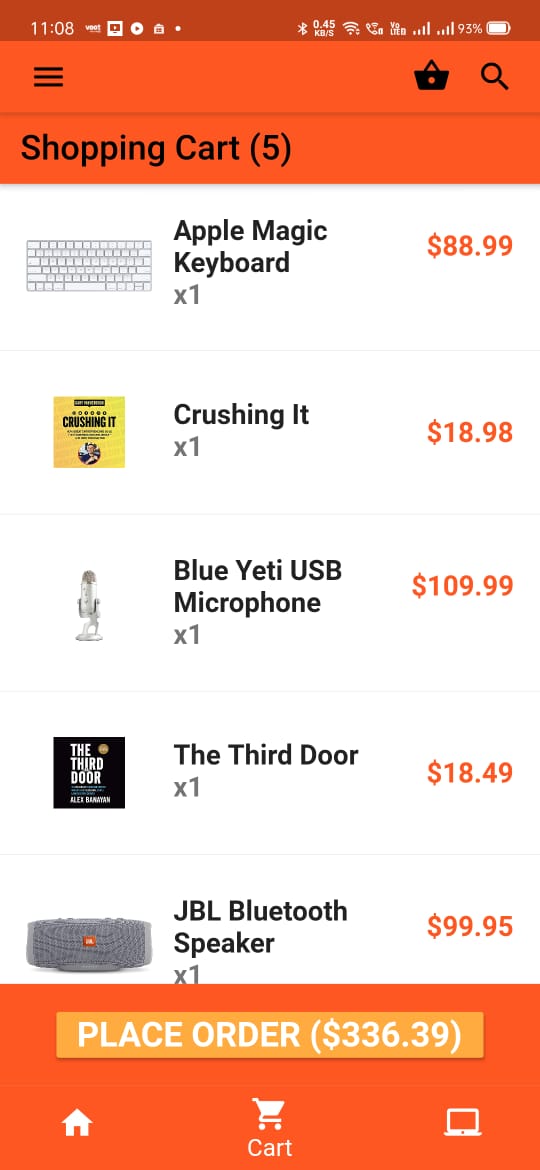 11:08 voot 0.45 KB/S Vo LTE 93%
Shopping Cart (5)
Apple Magic
Keyboard
x1
$88.99
CRUSHING IT
Crushing It
x1
$18.98
Blue Yeti USB
Microphone
x1
$109.99
THE
THIRD
DOOR
ALEX BANAYAN
The Third Door
x1
$18.49
JBL
JBL Bluetooth
Speaker
x1
$99.95
PLACE ORDER ($336.39)
Cart